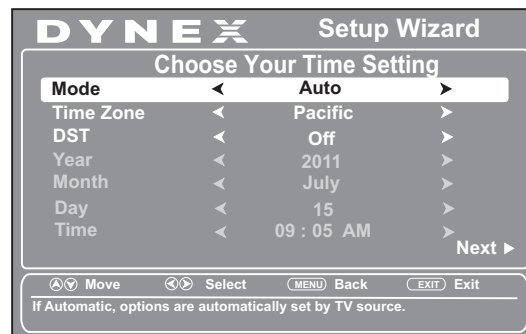 DYNEX Setup Wizard
Choose Your Time Setting
Mode Auto
Time Zone Pacific
DST Off
Year 2011
Month July
Day 15
Time 09 : 05 AM
Next
Move Select MENU Back EXIT Exit
If Automatic, options are automatically set by TV source.